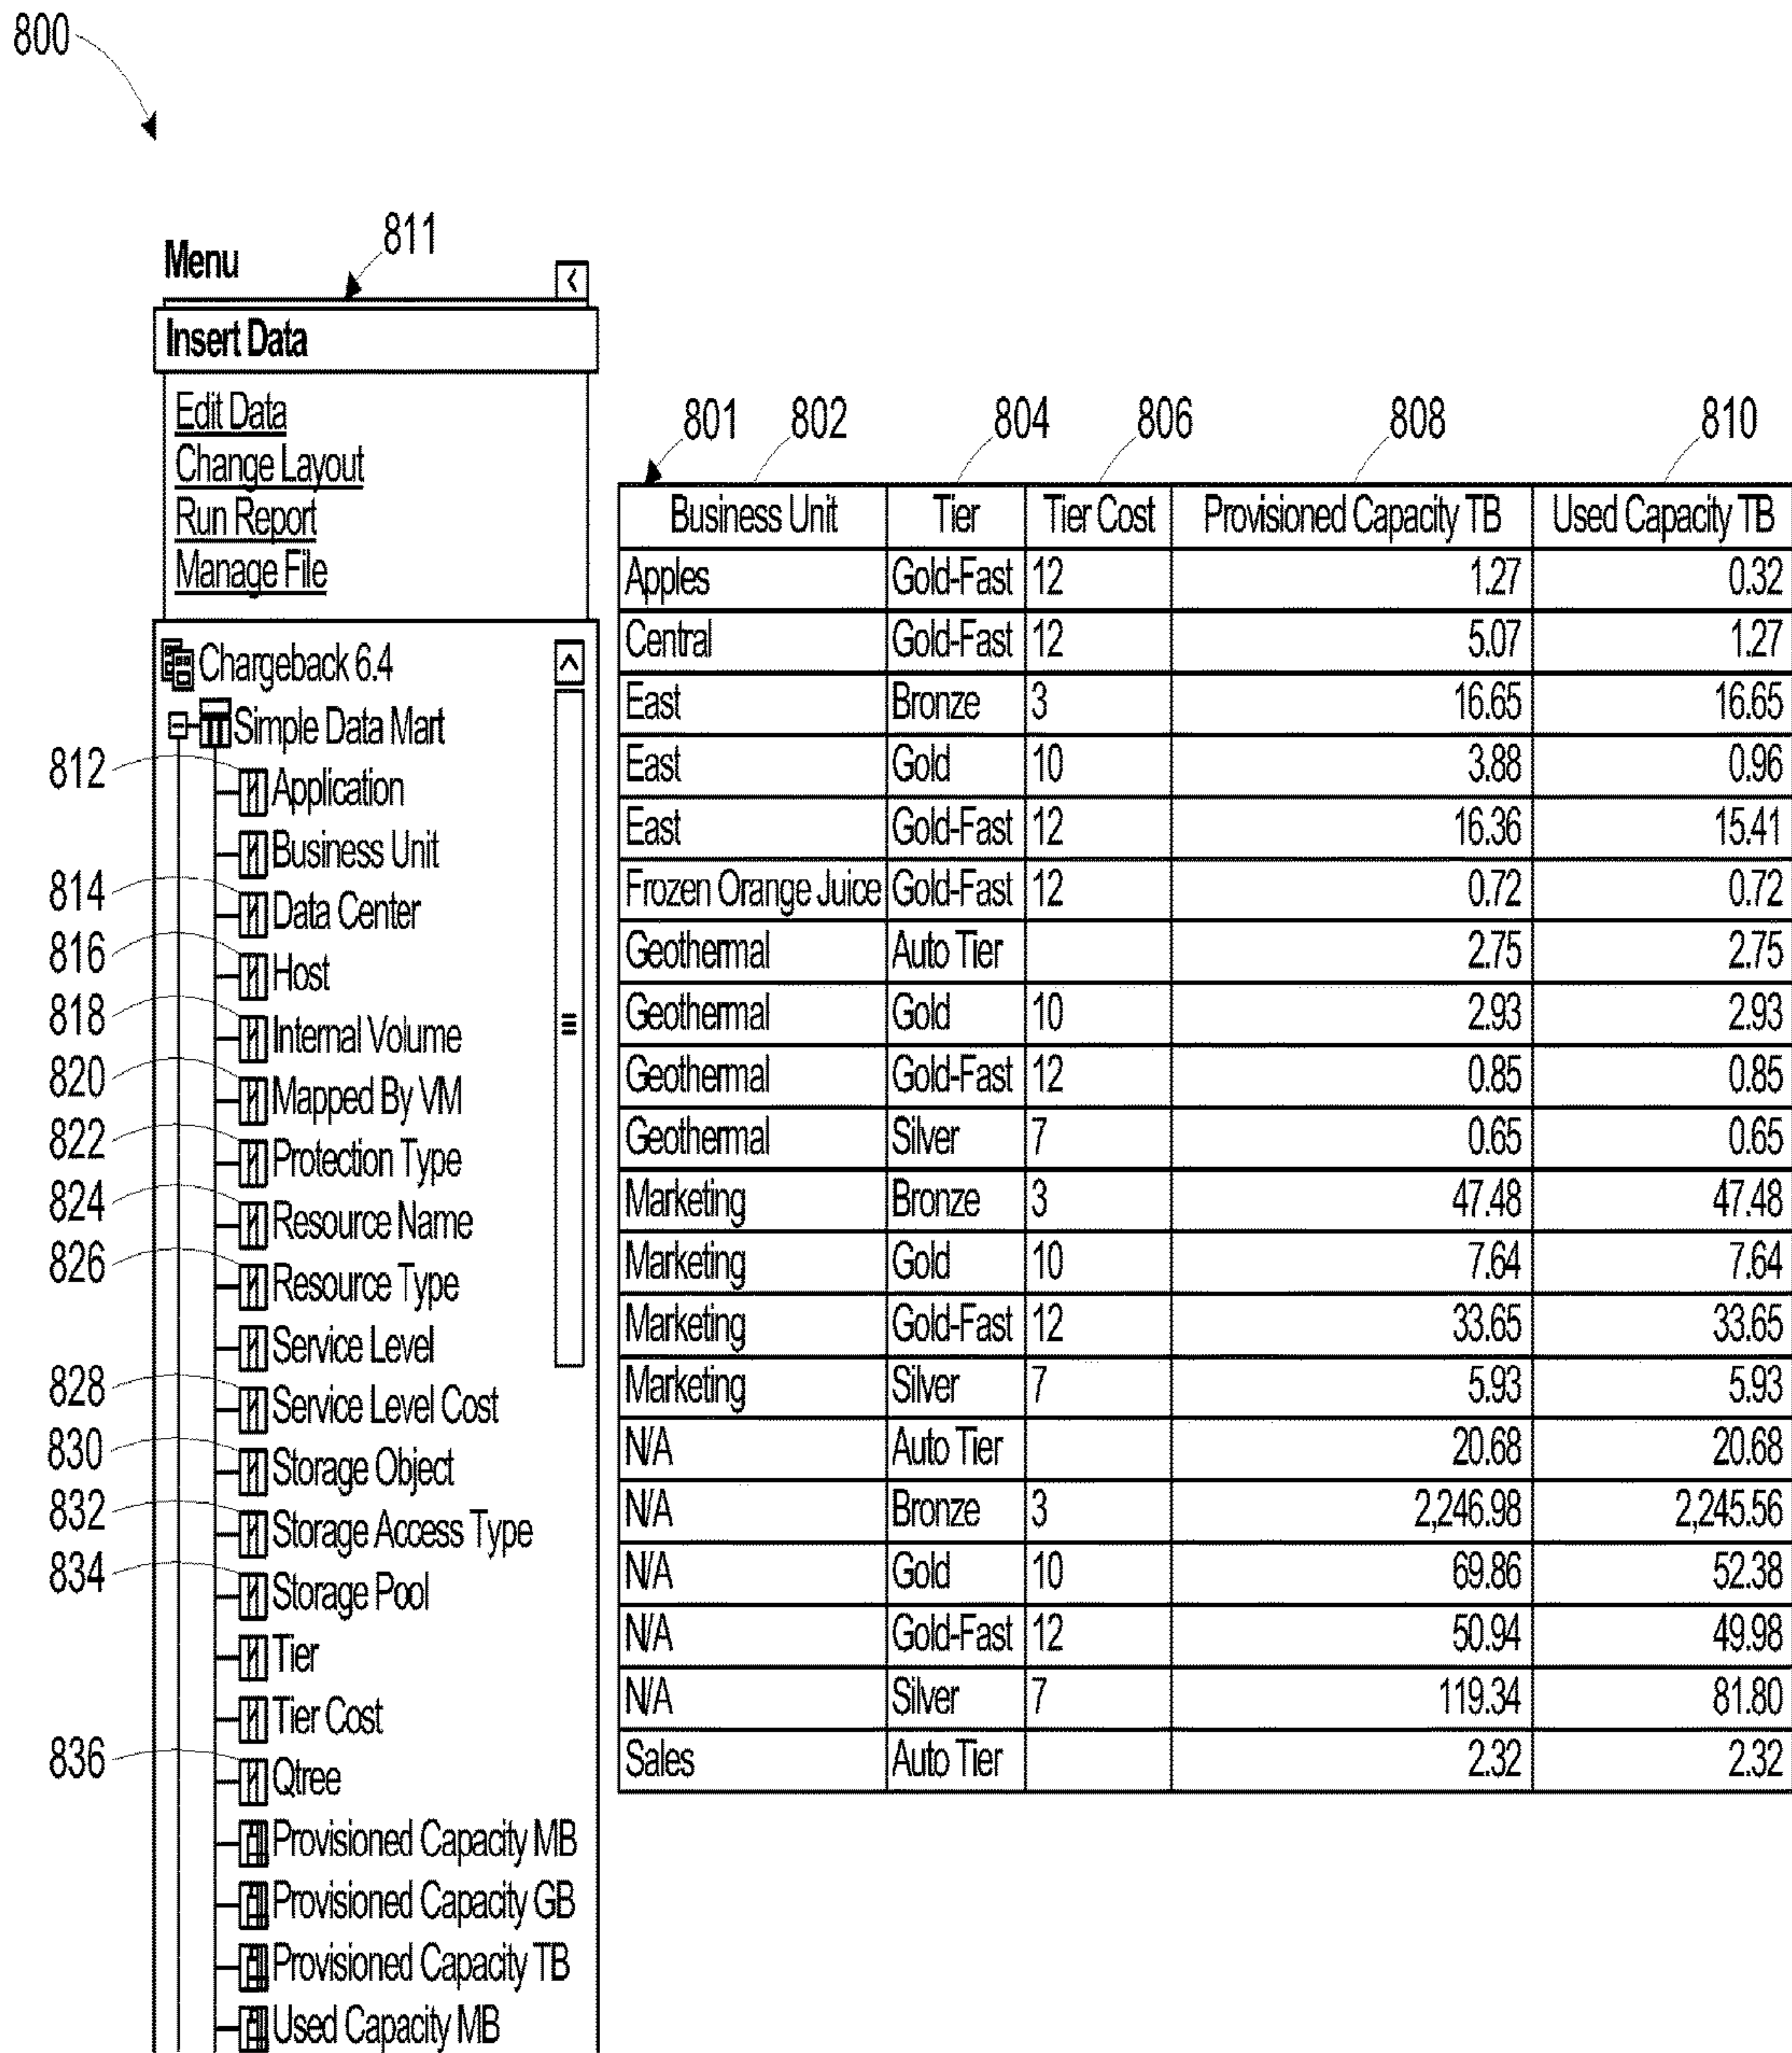 800
811
Menu
<
Insert Data
Edit Data
Change Layout
Run Report
Manage File
Chargeback 6.4
Simple Data Mart
812
Application
Business Unit
814
Data Center
816
Host
818
Internal Volume
820
Mapped By VM
822
Protection Type
824
Resource Name
826
Resource Type
Service Level
828
Service Level Cost
830
Storage Object
832
Storage Access Type
834
Storage Pool
Tier
Tier Cost
836
Qtree
Provisioned Capacity MB
Provisioned Capacity GB
Provisioned Capacity TB
Used Capacity MB
801 802 804 806 808 810
Business Unit Tier Tier Cost Provisioned Capacity TB Used Capacity TB
Apples Gold-Fast 12 1.27 0.32
Central Gold-Fast 12 5.07 1.27
East Bronze 3 16.65 16.65
East Gold 10 3.88 0.96
East Gold-Fast 12 16.36 15.41
Frozen Orange Juice Gold-Fast 12 0.72 0.72
Geothermal Auto Tier 2.75 2.75
Geothermal Gold 10 2.93 2.93
Geothermal Gold-Fast 12 0.85 0.85
Geothermal Silver 7 0.65 0.65
Marketing Bronze 3 47.48 47.48
Marketing Gold 10 7.64 7.64
Marketing Gold-Fast 12 33.65 33.65
Marketing Silver 7 5.93 5.93
N/A Auto Tier 20.68 20.68
N/A Bronze 3 2,246.98 2,245.56
N/A Gold 10 69.86 52.38
N/A Gold-Fast 12 50.94 49.98
N/A Silver 7 119.34 81.80
Sales Auto Tier 2.32 2.32